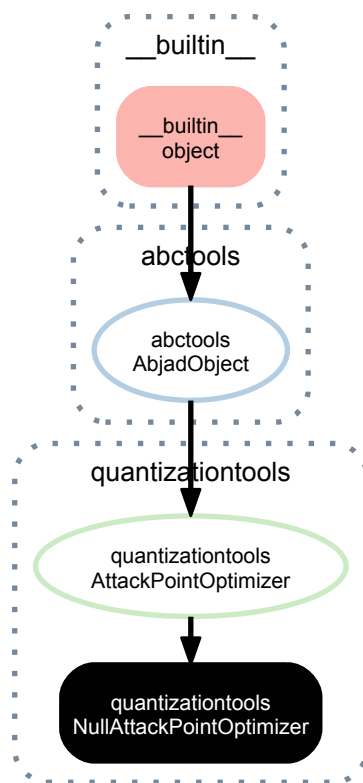 __builtin__
__builtin__
object
abctools
abctools
AbjadObject
quantizationtools
quantizationtools
AttackPointOptimizer
quantizationtools
NullAttackPointOptimizer